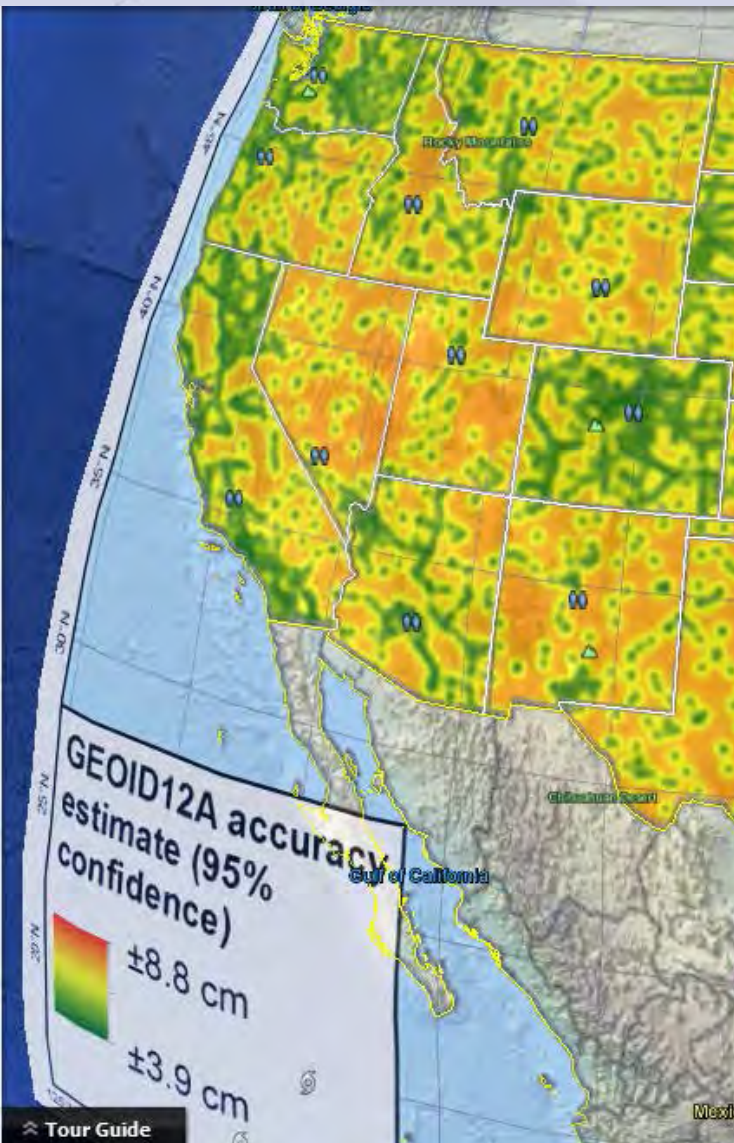 45°N
Rocky Mountains
40°N
35°N
30°N
GEOID12A accuracy
estimate (95%
confidence)
25°N
Chihuahuan Desert
Gulf of California
±8.8 cm
20°N
±3.9 cm
Mexi
Tour Guide